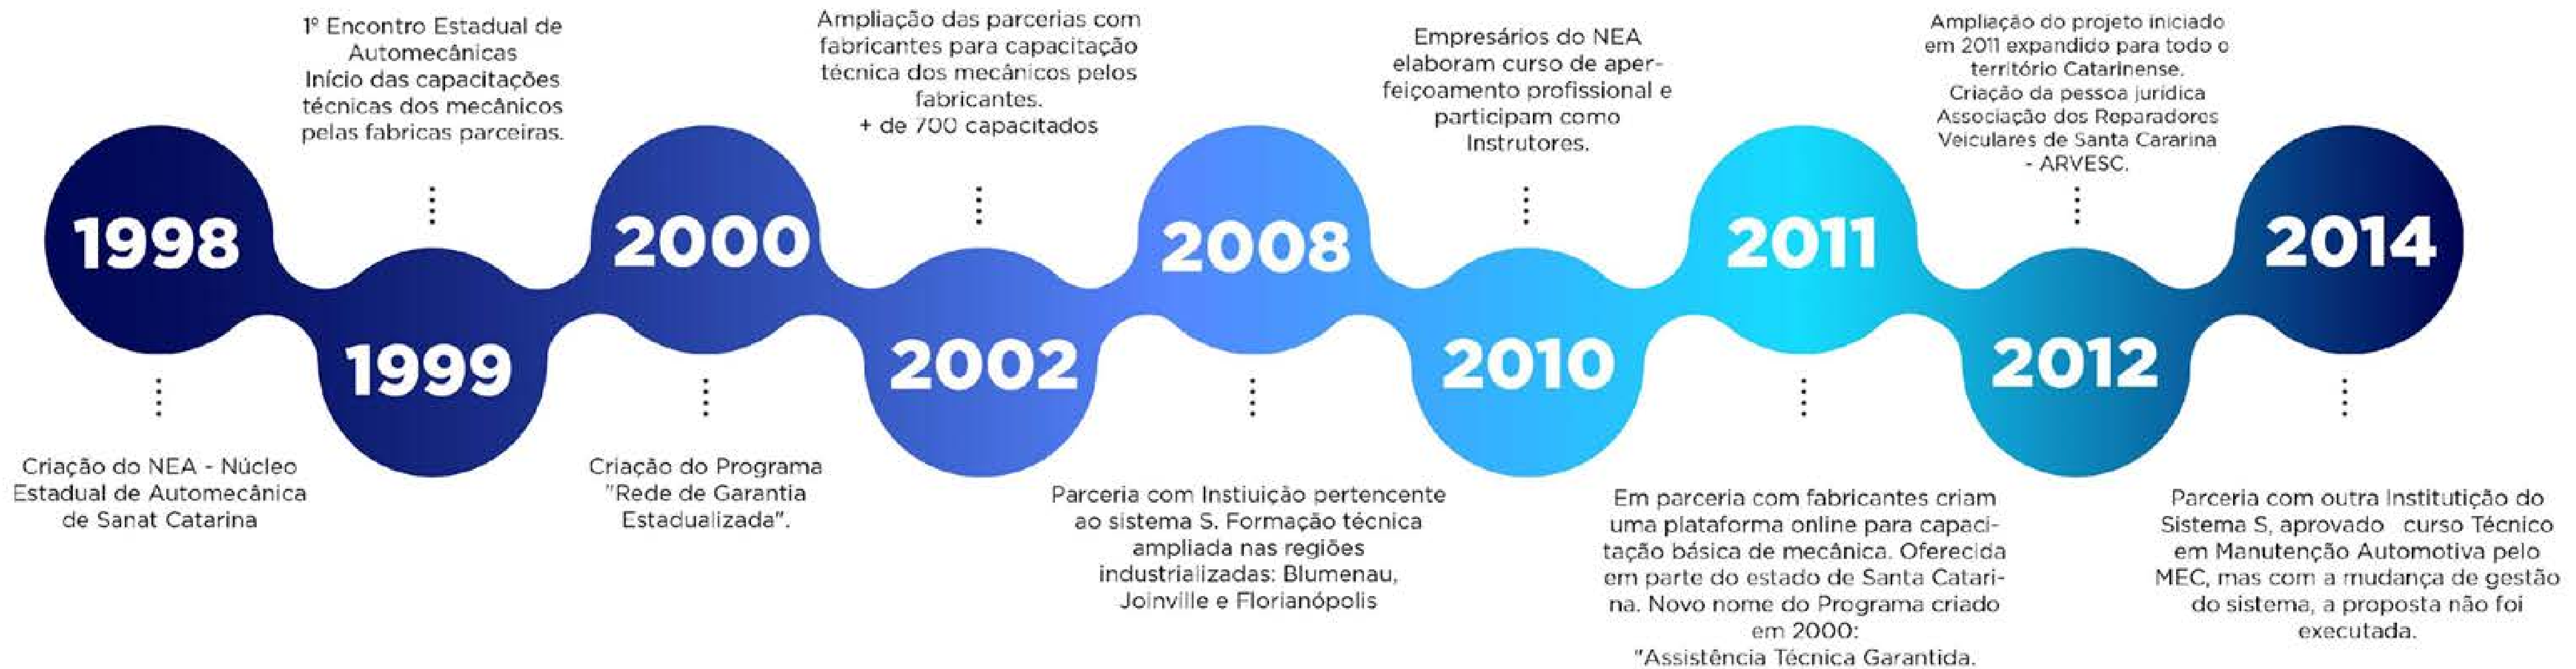 1998
Criação do NEA - Núcleo
Estadual de Automecânica
de Sanat Catarina
1º Encontro Estadual de
Automecânicas
Início das capacitações
técnicas dos mecânicos
pelas fabricas parceiras.
1999
2000
Criação do Programa
"Rede de Garantia
Estadualizada".
Ampliação das parcerias com
fabricantes para capacitação
técnica dos mecânicos pelos
fabricantes.
+ de 700 capacitados
2002
2008
Parceria com Instiuição pertencente
ao sistema S. Formação técnica
ampliada nas regiões
industrializadas: Blumenau,
Joinville e Florianópolis
Empresários do NEA
elaboram curso de aper-
feiçoamento profissional e
participam como
Instrutores.
2010
2011
Em parceria com fabricantes criam
uma plataforma online para capaci-
tação básica de mecânica. Oferecida
em parte do estado de Santa Catari-
na. Novo nome do Programa criado
em 2000:
"Assistência Técnica Garantida.
Ampliação do projeto iniciado
em 2011 expandido para todo o
território Catarinense.
Criação da pessoa jurídica
Associação dos Reparadores
Veiculares de Santa Cararina
- ARVESC.
2012
2014
Parceria com outra Institutição do
Sistema S, aprovado curso Técnico
em Manutenção Automotiva pelo
MEC, mas com a mudança de gestão
do sistema, a proposta não foi
executada.